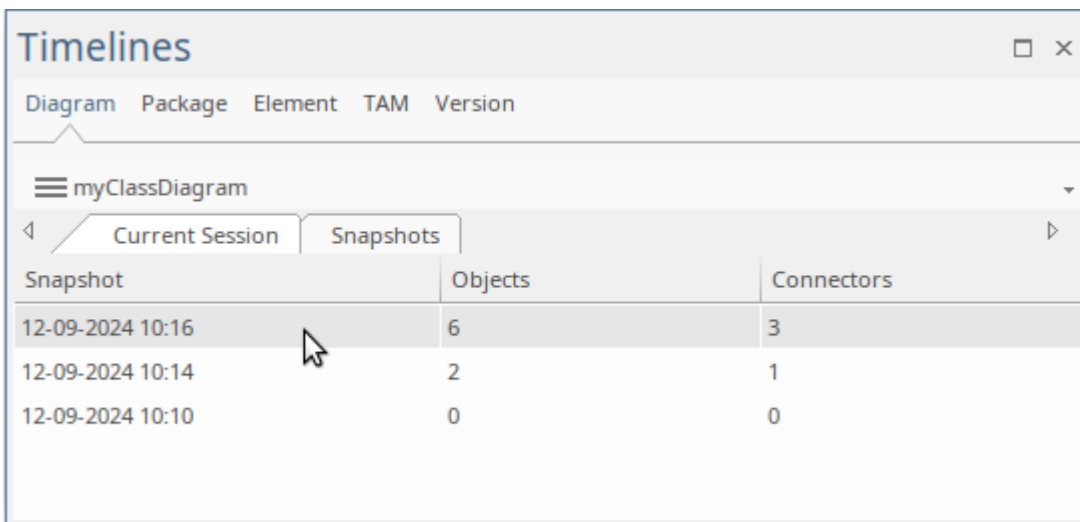 Timelines
Diagram Package Element TAM Version
myClassDiagram
Current Session Snapshots
Snapshot Objects Connectors
12-09-2024 10:16 6 3
12-09-2024 10:14 2 1
12-09-2024 10:10 0 0